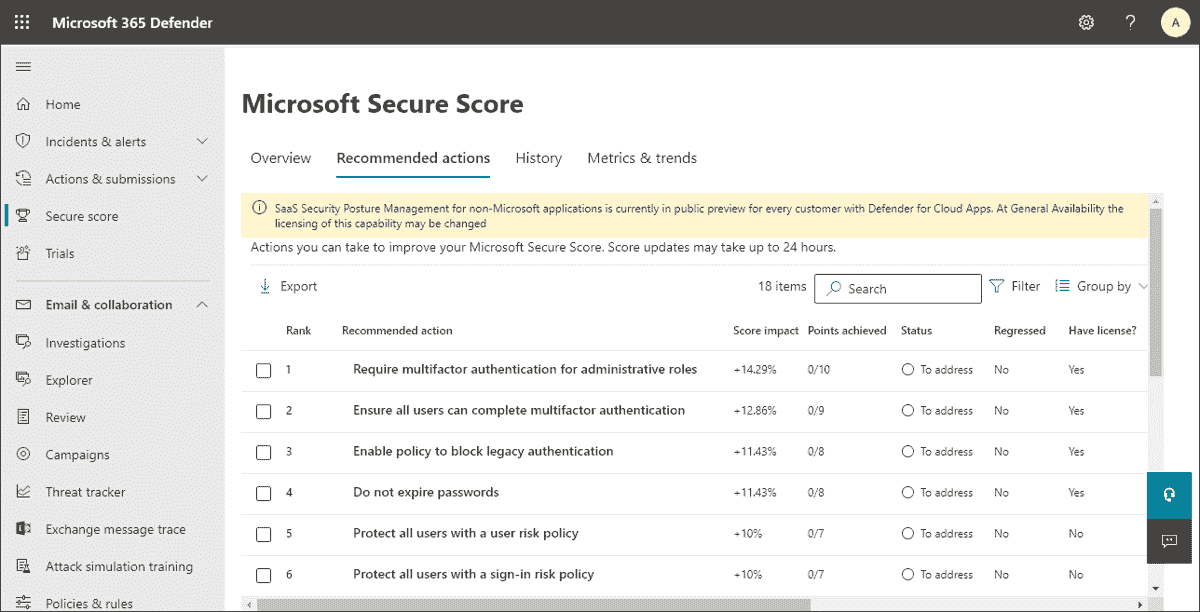 Microsoft 365 Defender
?
A
Home
Incidents & alerts
Actions & submissions
Secure score
Trials
Email & collaboration
Investigations
Explorer
Review
Campaigns
Threat tracker
Exchange message trace
Attack simulation training
Policies & rules
Microsoft Secure Score
Overview Recommended actions History Metrics & trends
SaaS Security Posture Management for non-Microsoft applications is currently in public preview for every customer with Defender for Cloud Apps. At General Availability the
licensing of this capability may be changed
Actions you can take to improve your Microsoft Secure Score. Score updates may take up to 24 hours.
Export 18 items Search Filter Group by
Rank Recommended action Score impact Points achieved Status Regressed Have license?
1 Require multifactor authentication for administrative roles +14.29% 0/10 To address No Yes
2 Ensure all users can complete multifactor authentication +12.86% 0/9 To address No Yes
3 Enable policy to block legacy authentication +11.43% 0/8 To address No Yes
4 Do not expire passwords +11.43% 0/8 To address No Yes
5 Protect all users with a user risk policy +10% 0/7 To address No No
6 Protect all users with a sign-in risk policy +10% 0/7 To address No No